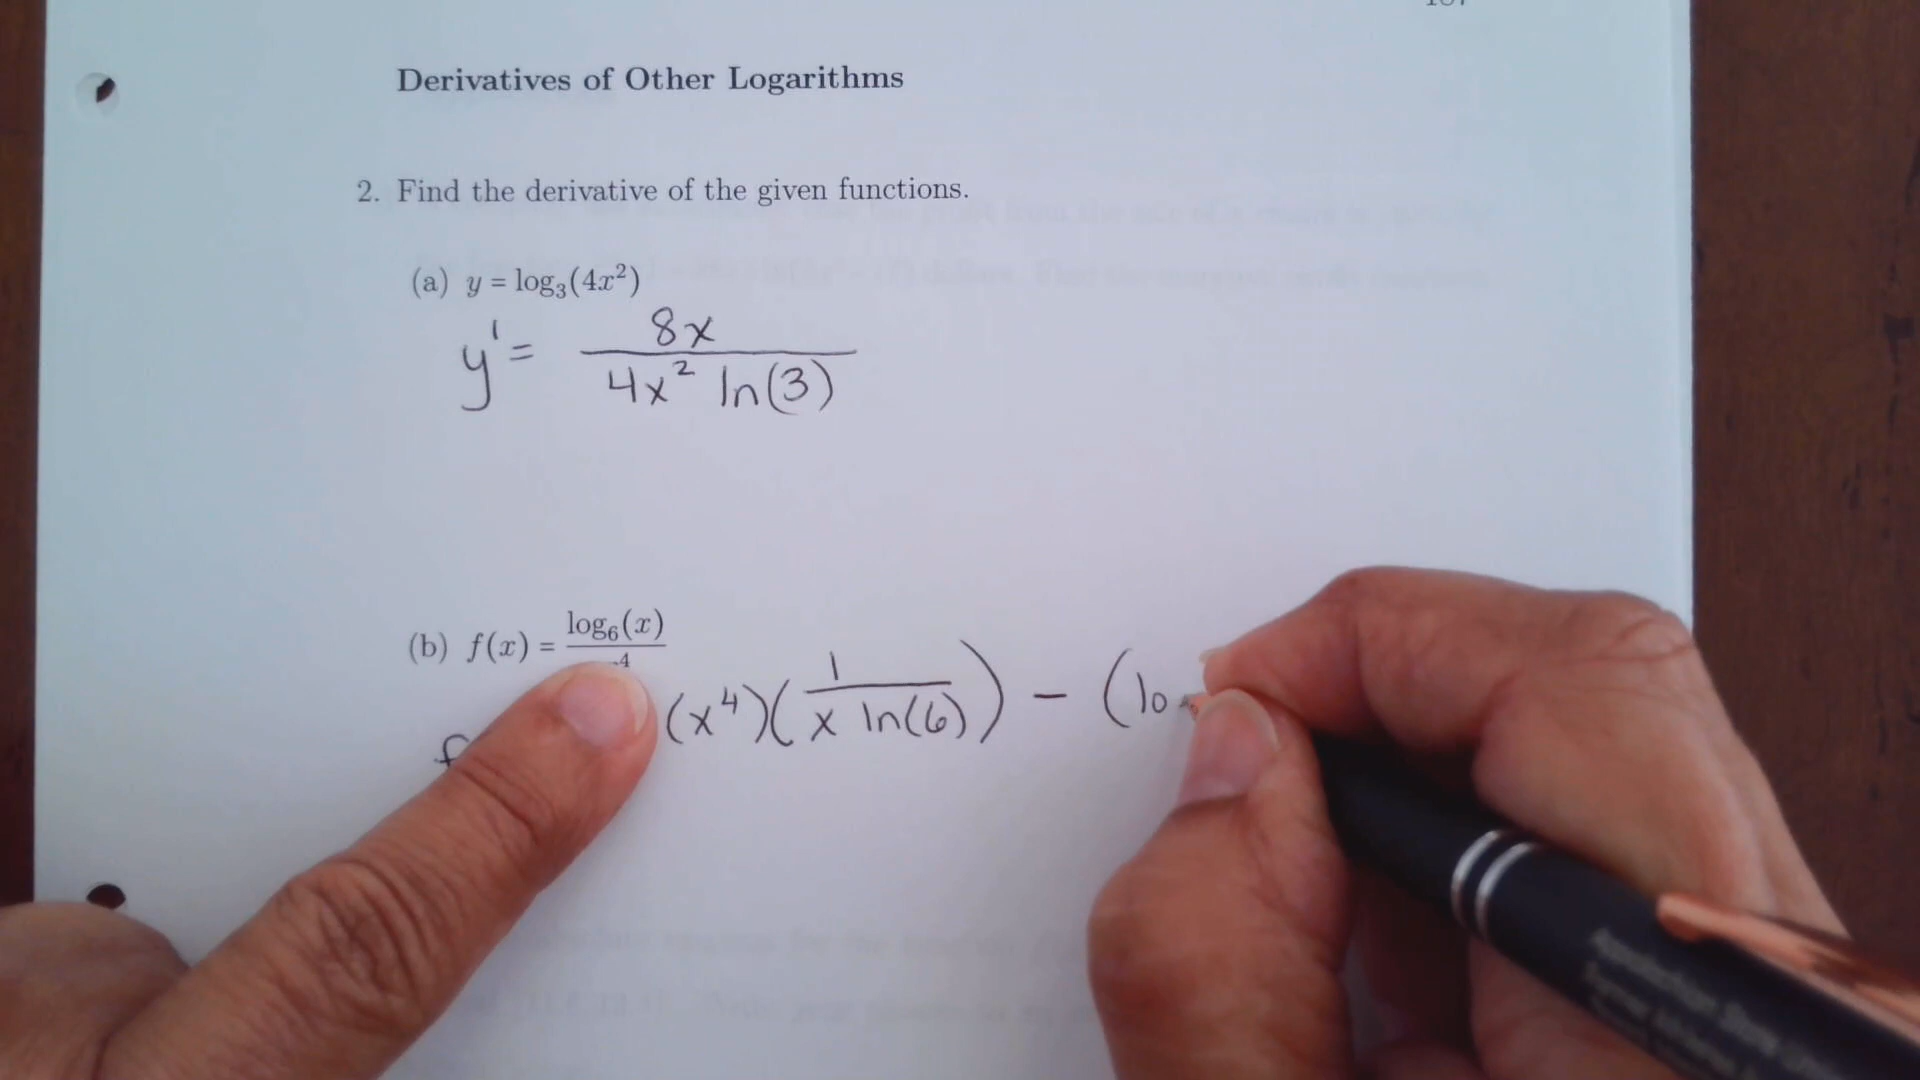 Derivatives of Other Logarithms
2. Find the derivative of the given functions.
(a) y = log₃(4x²)
y' = 8x / 4x² ln(3)
(b) f(x) = log₆(x) / 4
f (x⁴)(1 / x ln(6)) − (lo